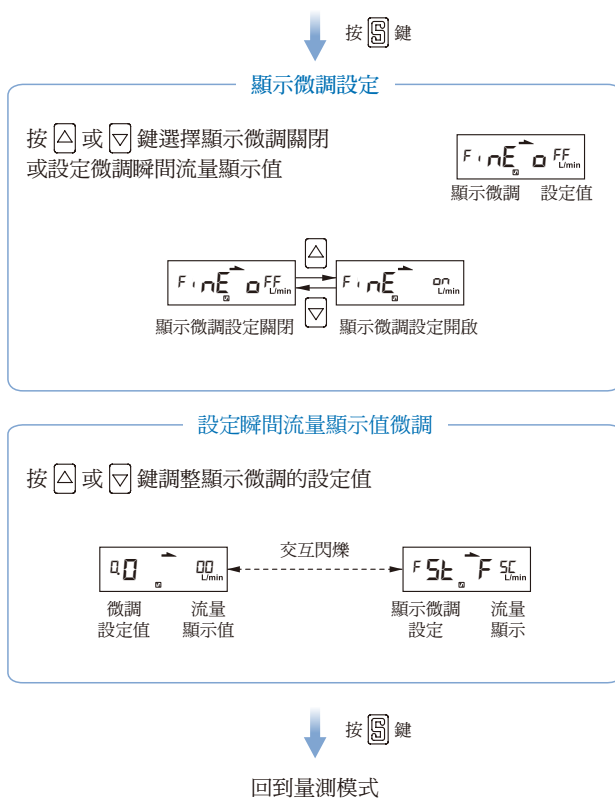 按 S 鍵
顯示微調設定
按 △ 或 ▽ 鍵選擇顯示微調關閉
或設定微調瞬間流量顯示值
FinE oFF L/min
顯示微調 設定值
△
FinE oFF L/min FinE on L/min
▽
顯示微調設定關閉 顯示微調設定開啟
設定瞬間流量顯示值微調
按 △ 或 ▽ 鍵調整顯示微調的設定值
交互閃爍
0.0 00 L/min FSt FSC L/min
微調 流量 顯示微調 流量
設定值 顯示值 設定 顯示
按 S 鍵
回到量測模式